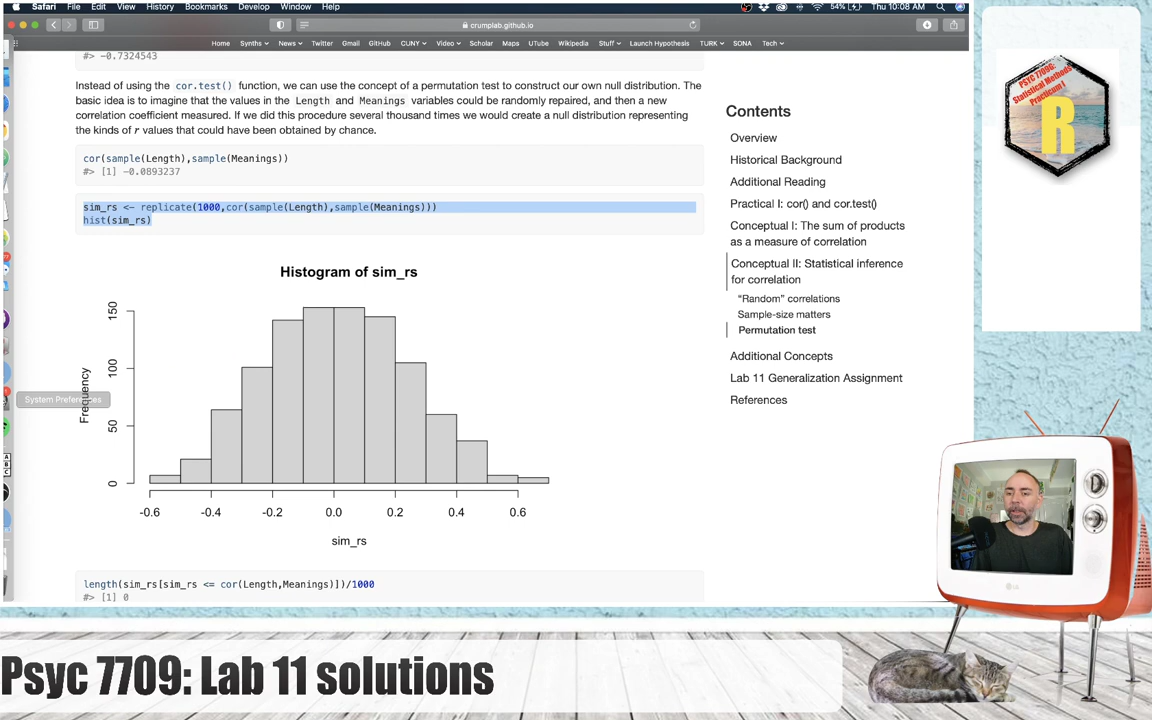 Safari File Edit View History Bookmarks Develop Window Help
54% Thu 10:08 AM
crumplab.github.io
Home Synths News Twitter Gmail GitHub CUNY Video Scholar Maps UTube Wikipedia Stuff Launch Hypothesis TURK SONA Tech
#> -0.7324543
Instead of using the cor.test() function, we can use the concept of a permutation test to construct our own null distribution. The
basic idea is to imagine that the values in the Length and Meanings variables could be randomly repaired, and then a new
correlation coefficient measured. If we did this procedure several thousand times we would create a null distribution representing
the kinds of r values that could have been obtained by chance.
cor(sample(Length),sample(Meanings))
#> [1] -0.0893237
sim_rs <- replicate(1000,cor(sample(Length),sample(Meanings)))
hist(sim_rs)
Histogram of sim_rs
Frequency
150
100
50
0
-0.6 -0.4 -0.2 0.0 0.2 0.4 0.6
sim_rs
System Preferences
length(sim_rs[sim_rs <= cor(Length,Meanings)])/1000
#> [1] 0
Contents
Overview
Historical Background
Additional Reading
Practical I: cor() and cor.test()
Conceptual I: The sum of products
as a measure of correlation
Conceptual II: Statistical inference
for correlation
“Random” correlations
Sample-size matters
Permutation test
Additional Concepts
Lab 11 Generalization Assignment
References
PSYC 7709G:
Statistical Methods
Practicum I
R
LG
Psyc 7709: Lab 11 solutions